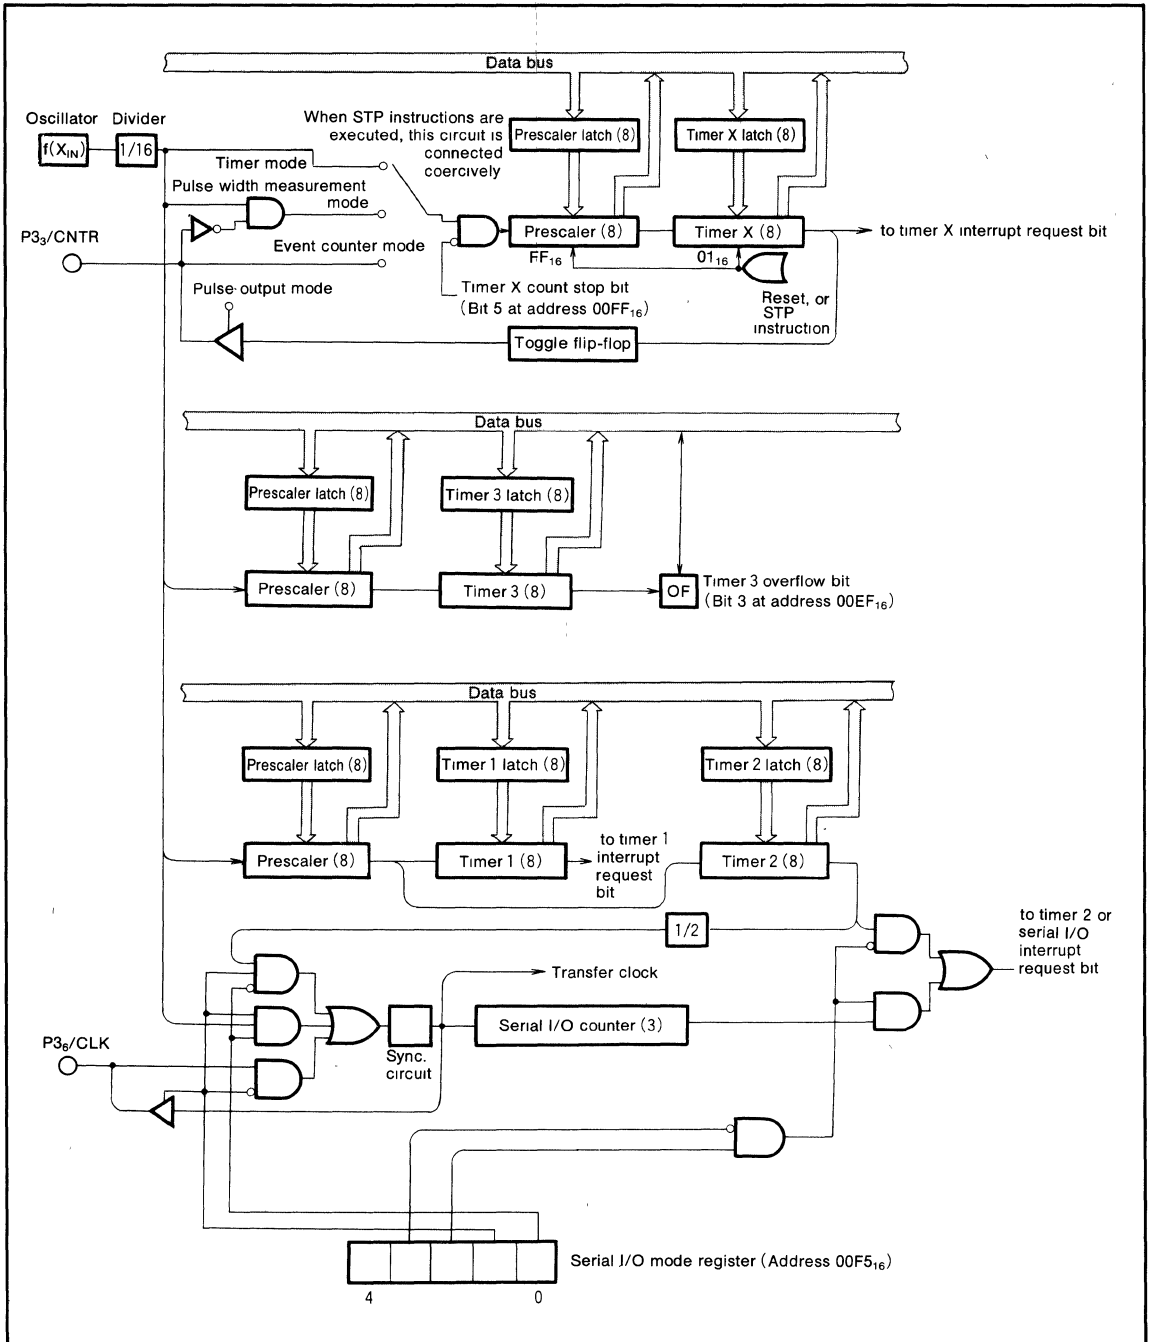 Data bus
Oscillator
Divider
f(XIN)
1/16
When STP instructions are
executed, this circuit is
connected
coercively
Prescaler latch (8)
Timer X latch (8)
Timer mode
Pulse width measurement
mode
P3₃/CNTR
Event counter mode
Prescaler (8)
Timer X (8)
to timer X interrupt request bit
FF₁₆
01₁₆
Timer X count stop bit
(Bit 5 at address 00FF₁₆)
Reset, or
STP
instruction
Pulse output mode
Toggle flip-flop
Data bus
Prescaler latch (8)
Timer 3 latch (8)
Prescaler (8)
Timer 3 (8)
OF
Timer 3 overflow bit
(Bit 3 at address 00EF₁₆)
Data bus
Prescaler latch (8)
Timer 1 latch (8)
Timer 2 latch (8)
Prescaler (8)
Timer 1 (8)
to timer 1
interrupt
request
bit
Timer 2 (8)
1/2
to timer 2 or
serial I/O
interrupt
request bit
Transfer clock
Serial I/O counter (3)
P3₆/CLK
Sync.
circuit
Serial I/O mode register (Address 00F5₁₆)
4
0